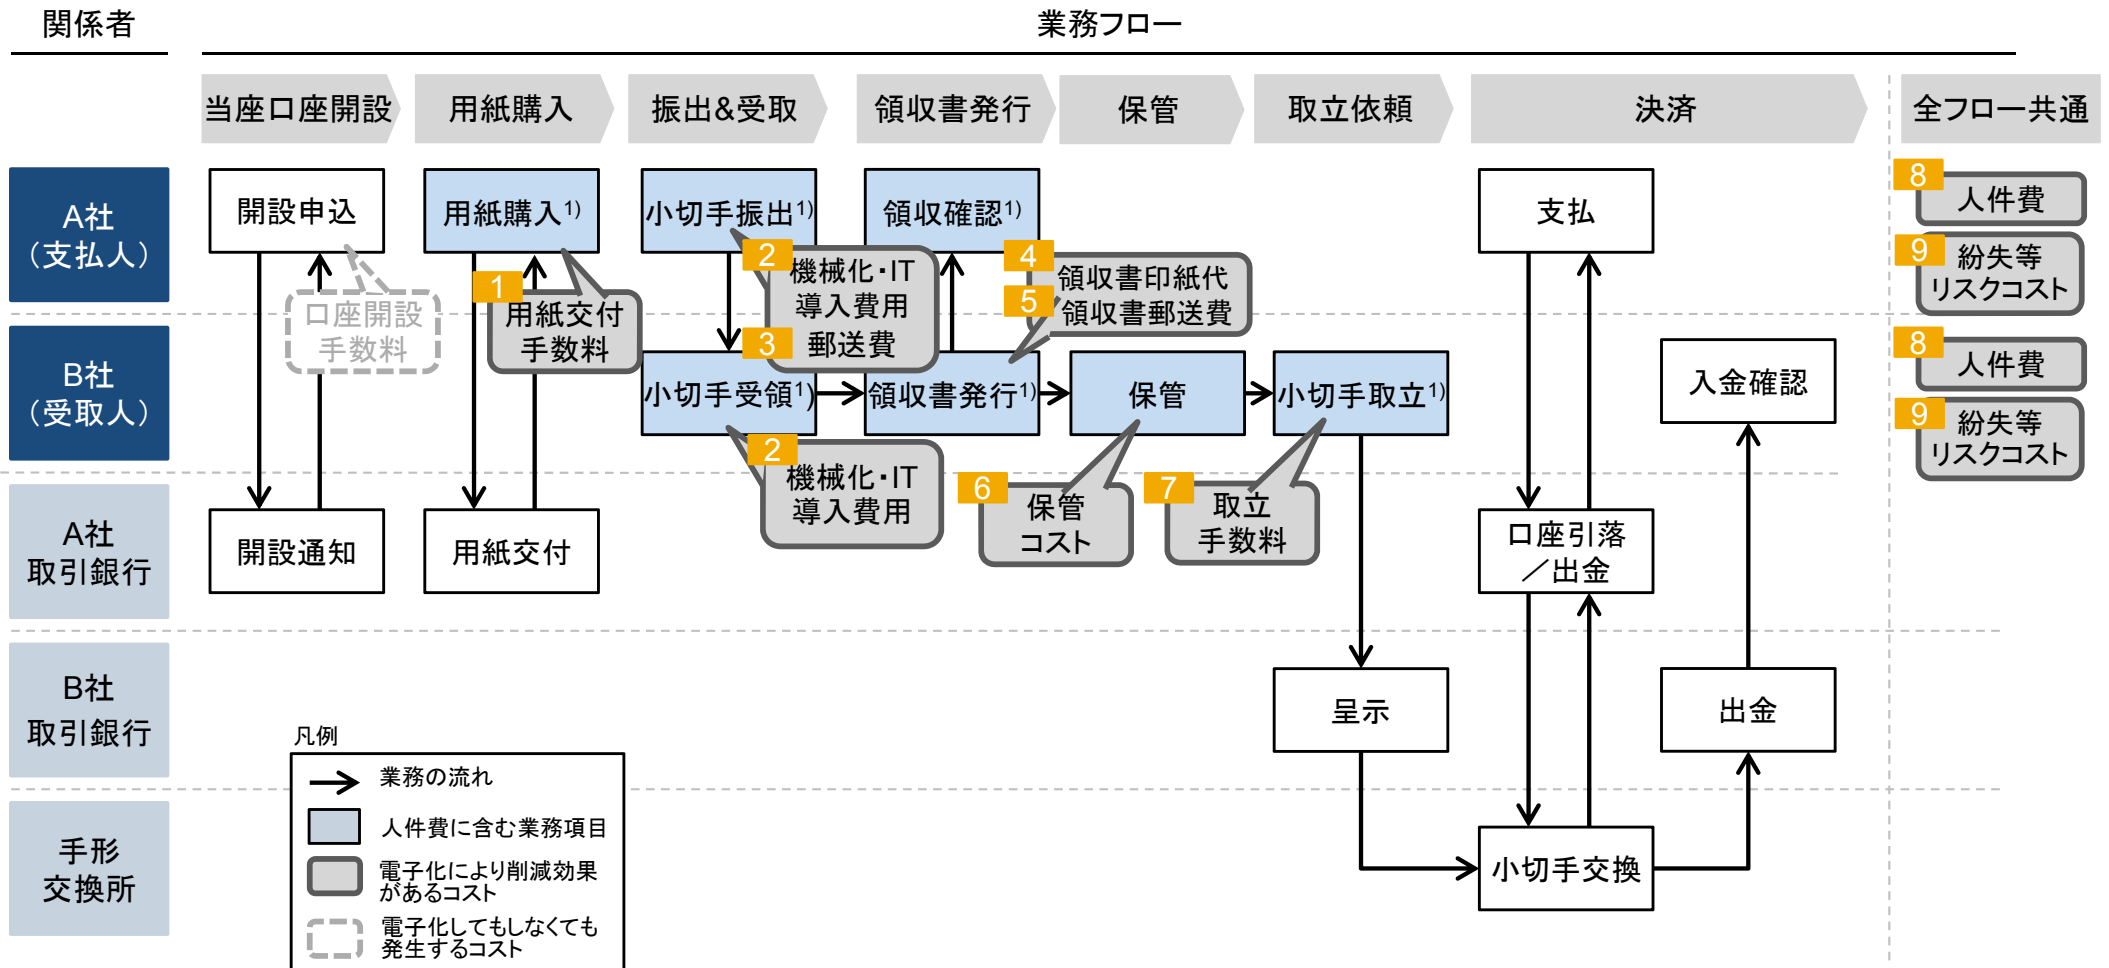 関係者
業務フロー
当座口座開設
用紙購入
振出&受取
領収書発行
保管
取立依頼
決済
全フロー共通
A社
（支払人）
開設申込
用紙購入1)
小切手振出1)
領収確認1)
支払
8
人件費
9
紛失等
リスクコスト
口座開設
手数料
1
用紙交付
手数料
2
機械化・IT
導入費用
3
郵送費
4
領収書印紙代
5
領収書郵送費
B社
（受取人）
小切手受領1)
領収書発行1)
保管
小切手取立1)
入金確認
8
人件費
9
紛失等
リスクコスト
2
機械化・IT
導入費用
6
保管
コスト
7
取立
手数料
A社
取引銀行
開設通知
用紙交付
口座引落
／出金
B社
取引銀行
呈示
出金
手形
交換所
小切手交換
凡例
業務の流れ
人件費に含む業務項目
電子化により削減効果
があるコスト
電子化してもしなくても
発生するコスト